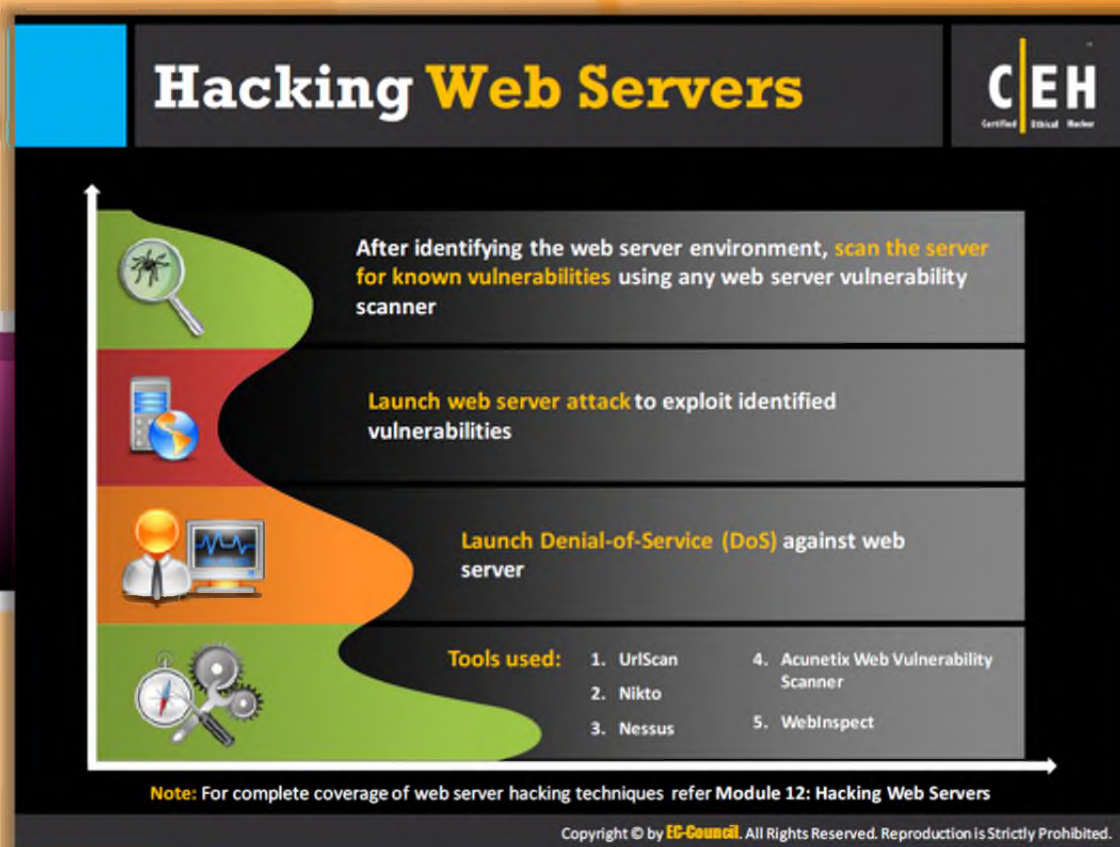 Hacking Web Servers
CEH
Certified Ethical Hacker
After identifying the web server environment, scan the server
for known vulnerabilities using any web server vulnerability
scanner
Launch web server attack to exploit identified
vulnerabilities
Launch Denial-of-Service (DoS) against web
server
Tools used:
1. UrlScan
2. Nikto
3. Nessus
4. Acunetix Web Vulnerability
Scanner
5. WebInspect
Note: For complete coverage of web server hacking techniques refer Module 12: Hacking Web Servers
Copyright © by EC-Council. All Rights Reserved. Reproduction is Strictly Prohibited.